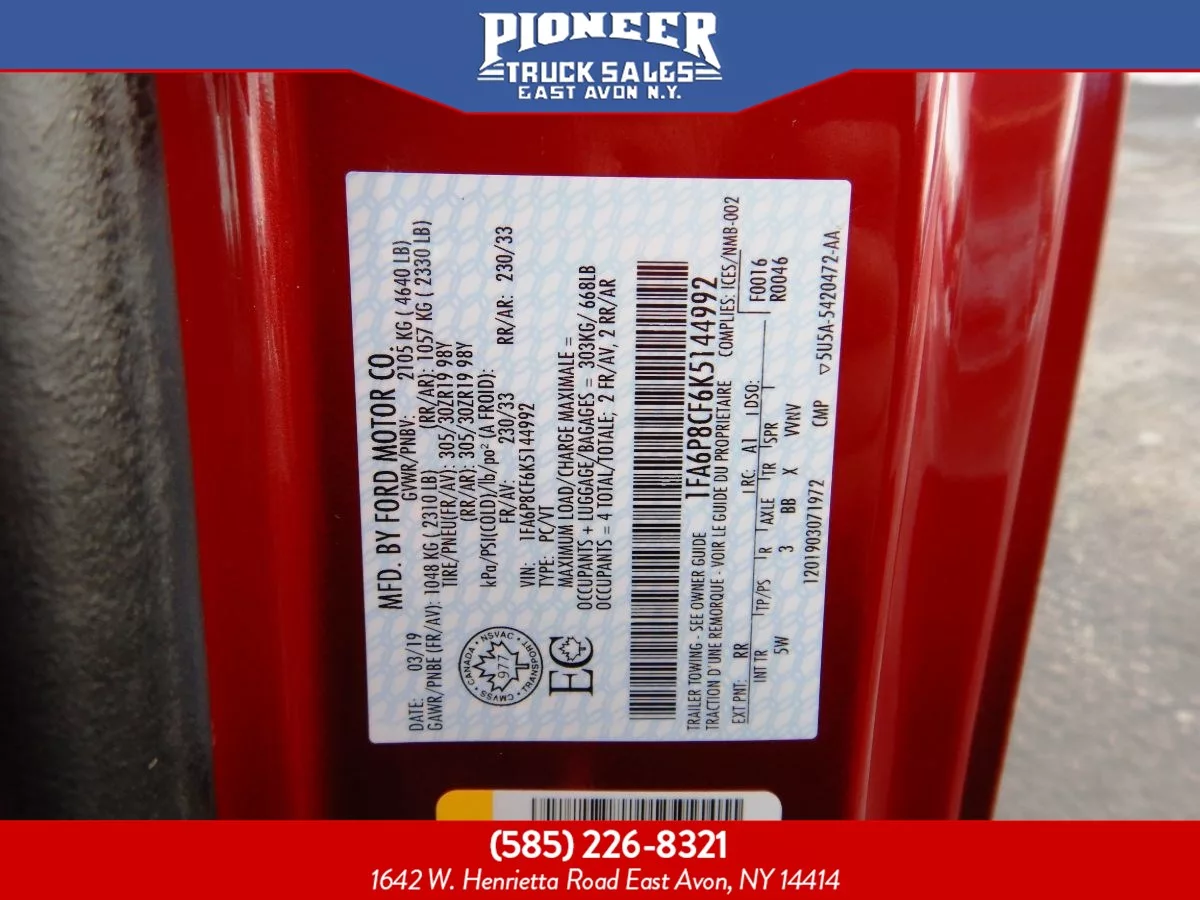 PIONEER
TRUCK SALES
EAST AVON N.Y.
MFD. BY FORD MOTOR CO.
DATE: 03/19 GVWR/PNBV: 2105 KG ( 4640 LB)
GAWR/PNBE (FR/AV): 1048 KG ( 2310 LB) (RR/AR): 1057 KG ( 2330 LB)
TIRE/PNEU(FR/AV): 305/30ZR19 98Y
(RR/AR): 305/30ZR19 98Y
kPa/PSI(COLD)/lb/po² (A FROID):
FR/AV: 230/33 RR/AR: 230/33
VIN: 1FA6P8CF6K5144992
TYPE: PC/VT
MAXIMUM LOAD/CHARGE MAXIMALE =
OCCUPANTS + LUGGAGE/BAGAGES = 303KG/ 668LB
OCCUPANTS = 4 TOTAL/TOTALE; 2 FR/AV, 2 RR/AR
CANADA • NSVAC • TRANSPORT • CMVSS
977
EC
1FA6P8CF6K5144992
TRAILER TOWING - SEE OWNER GUIDE COMPLIES: ICES/NMB-002
TRACTION D'UNE REMORQUE - VOIR LE GUIDE DU PROPRIETAIRE
EXT PNT: RR RC: A1 DSO: F0016
R0046
INT TR TP/PS R AXLE TR SPR
5W 3 BB X VVNV
1201903071972 CMP ▽5U5A-5420472-AA
(585) 226-8321
1642 W. Henrietta Road East Avon, NY 14414